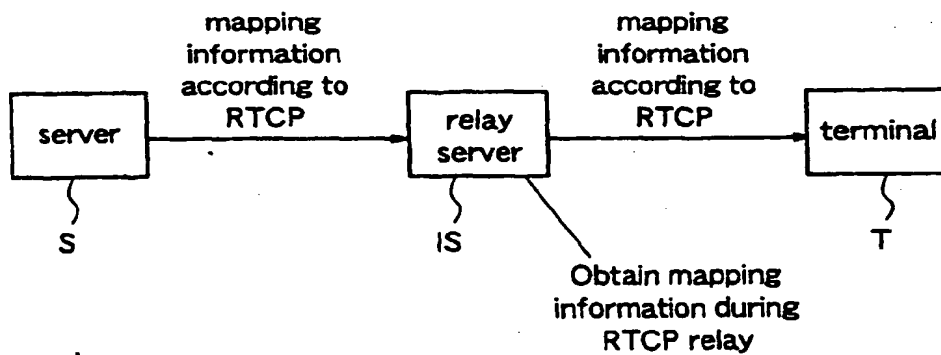 mapping
information
according to
RTCP
mapping
information
according to
RTCP
server
relay
server
terminal
S
IS
T
Obtain mapping
information during
RTCP relay